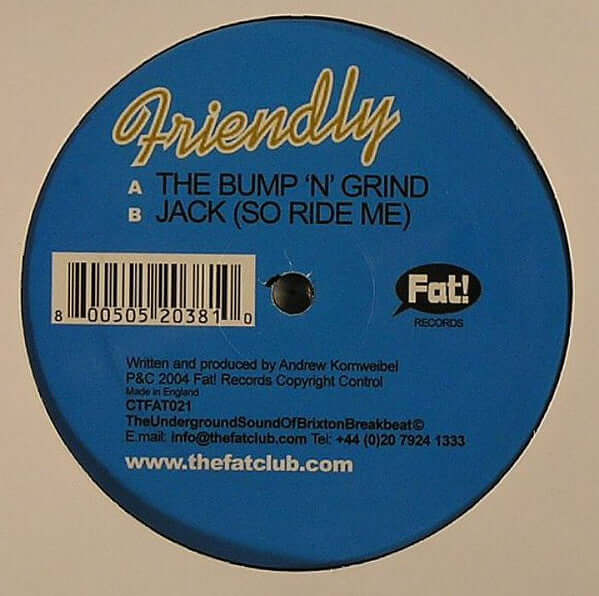 Friendly
A THE BUMP 'N' GRIND
B JACK (SO RIDE ME)
8 00505 20381 0
Fat!
RECORDS
Written and produced by Andrew Kornweibel
P&C 2004 Fat! Records Copyright Control
Made in England
CTFAT021
TheUndergroundSoundOfBrixtonBreakbeat©
E.mail: info@thefatclub.com Tel: +44 (0)20 7924 1333
www.thefatclub.com